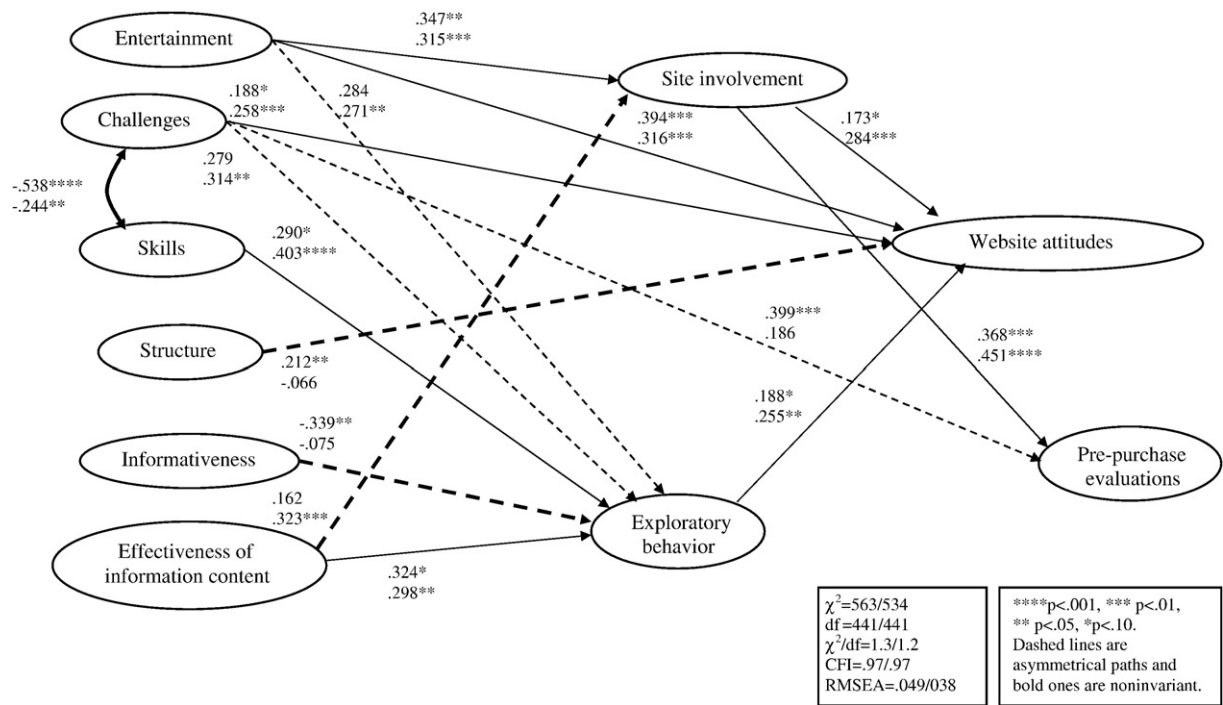 .347**
.315***
Entertainment
Site involvement
.188*
.258***
.284
.271**
Challenges
.394***
.316***
.173*
.284***
.279
.314**
-.538****
-.244**
Skills
.290*
.403****
Website attitudes
.399***
.186
Structure
.212**
-.066
.368***
.451****
.188*
.255**
-.339**
-.075
Informativeness
Pre-purchase
evaluations
.162
.323***
Exploratory
behavior
Effectiveness of
information content
.324*
.298**
χ²=563/534
df =441/441
χ²/df=1.3/1.2
CFI=.97/.97
RMSEA=.049/038
****p<.001, *** p<.01,
** p<.05, *p<.10.
Dashed lines are
asymmetrical paths and
bold ones are noninvariant.